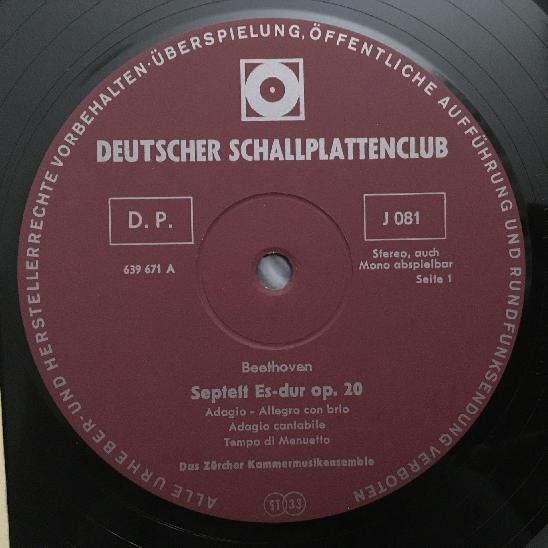 ALLE URHEBER- UND HERSTELLERRECHTE VORBEHALTEN · ÜBERSPIELUNG, ÖFFENTLICHE AUFFÜHRUNG UND RUNDFUNKSENDUNG VERBOTEN
DEUTSCHER SCHALLPLATTENCLUB
D. P.
J 081
639 671 A
Stereo, auch
Mono abspielbar
Seite 1
Beethoven
Septett Es-dur op. 20
Adagio - Allegro con brio
Adagio cantabile
Tempo di Menuetto
Das Zürcher Kammermusikensemble
ST 33